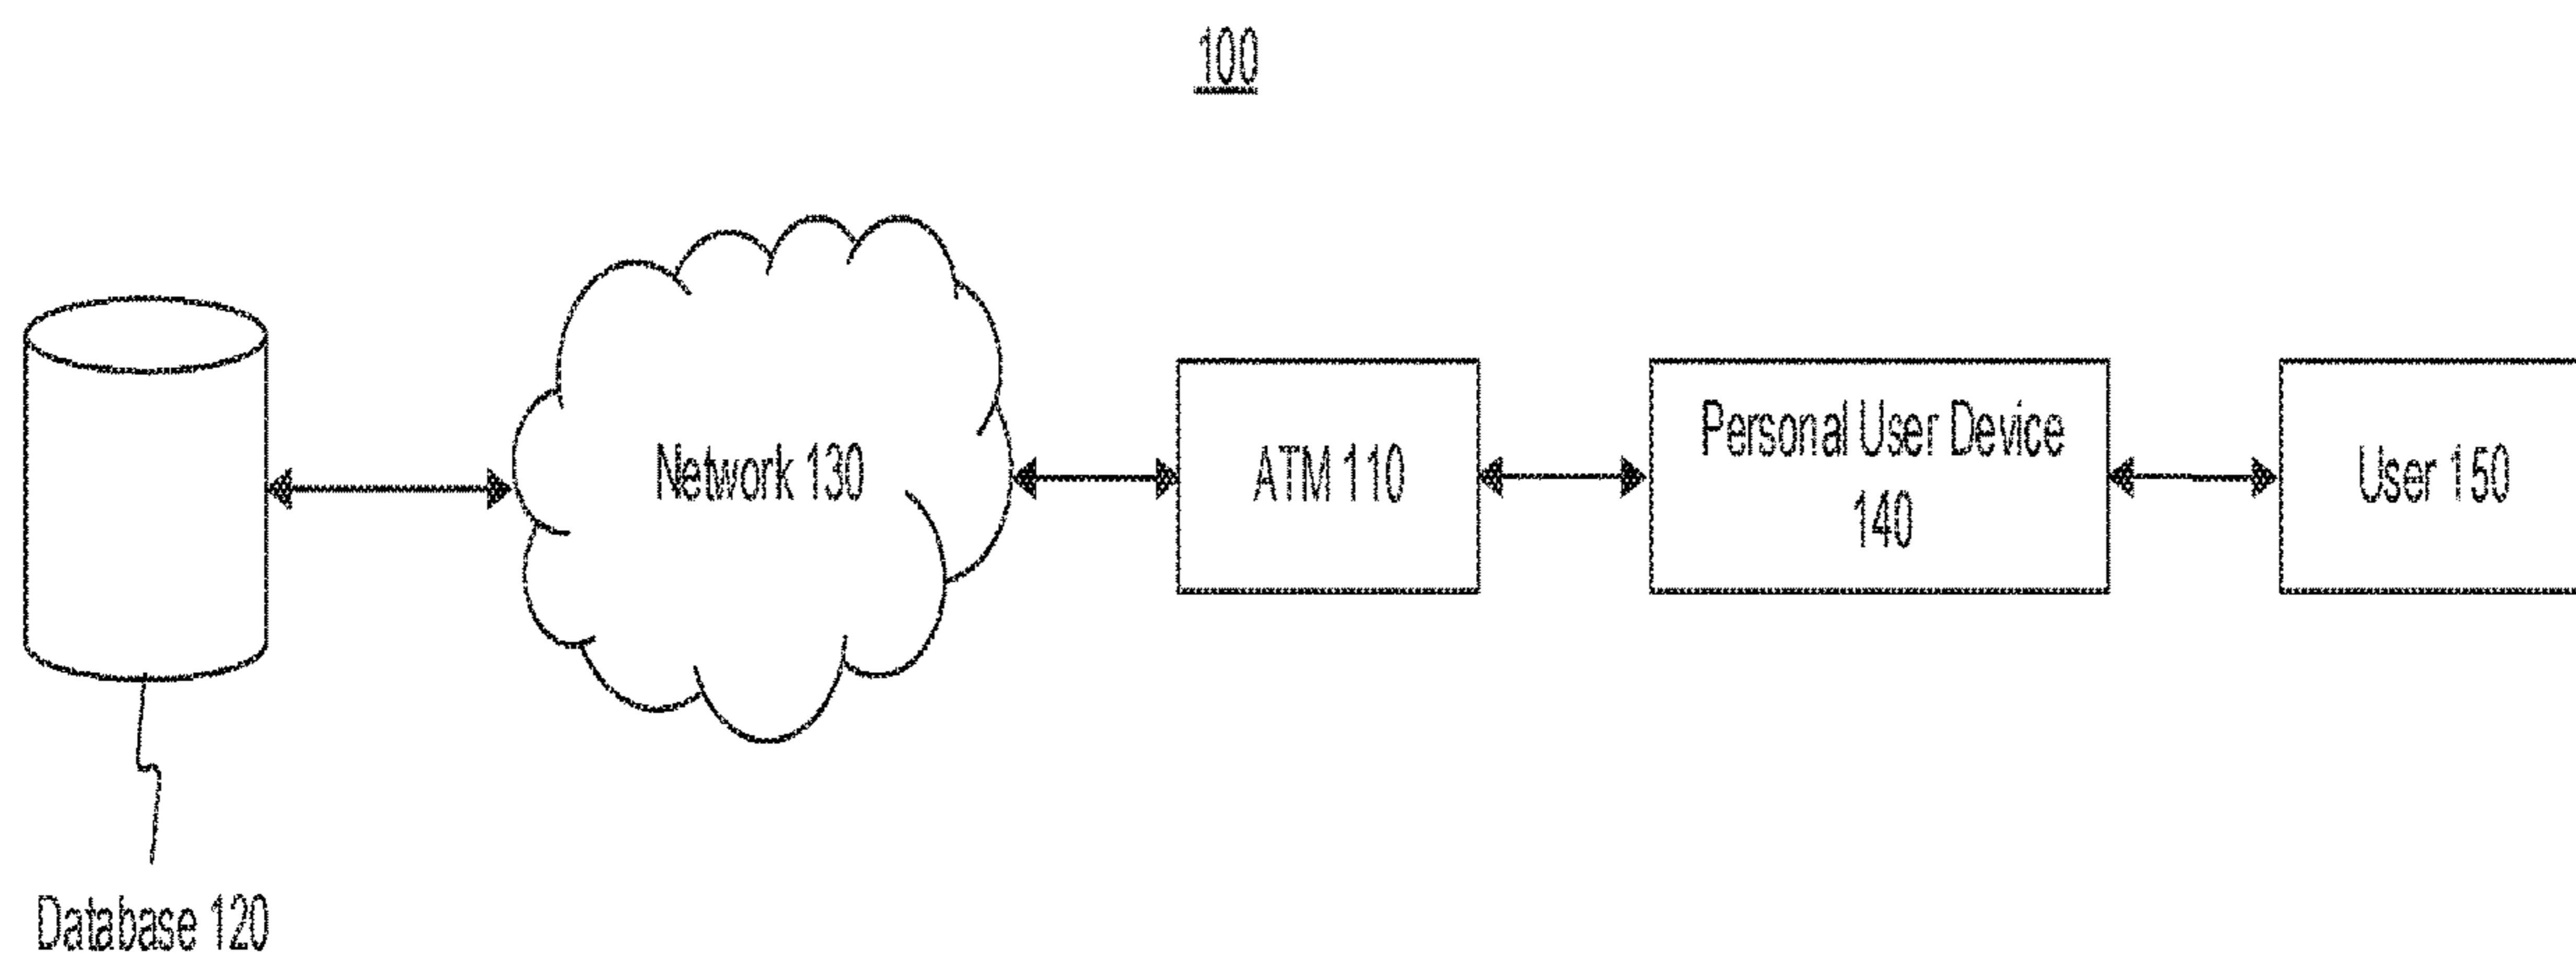 100
Network 130
ATM 110
Personal User Device
140
User 150
Database 120